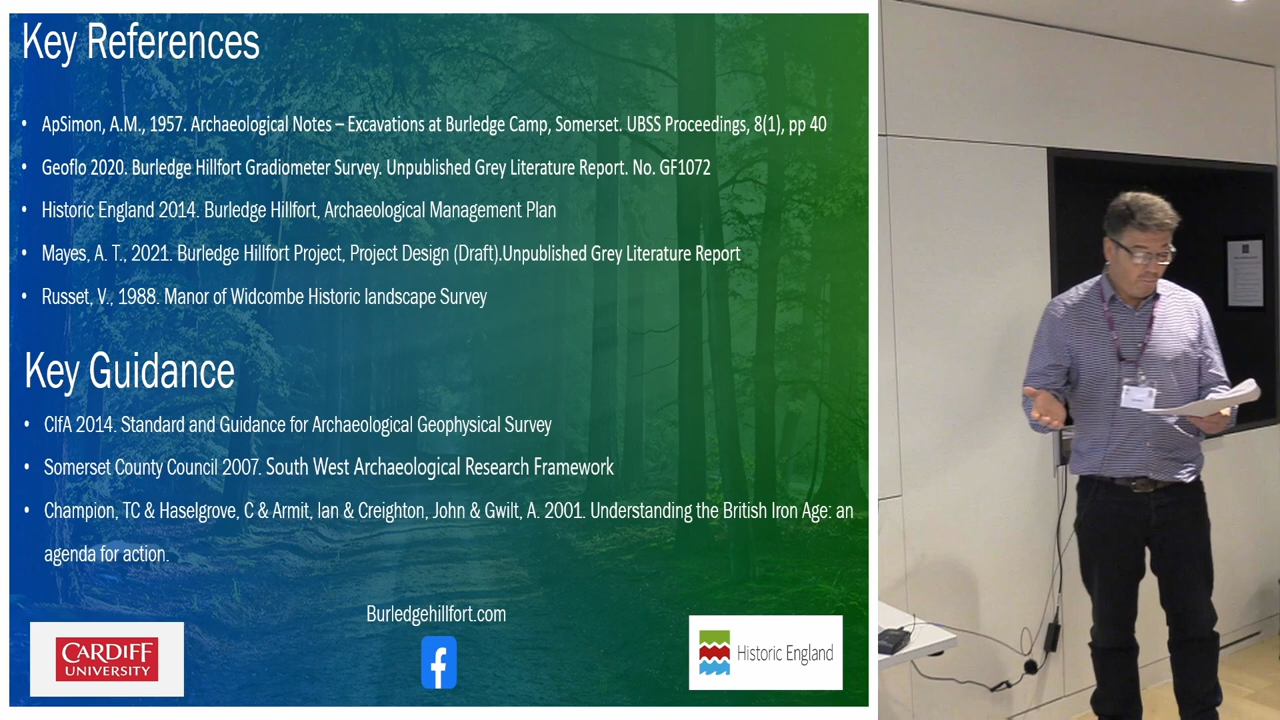 Key References
• ApSimon, A.M., 1957. Archaeological Notes – Excavations at Burledge Camp, Somerset. UBSS Proceedings, 8(1), pp 40
• Geoflo 2020. Burledge Hillfort Gradiometer Survey. Unpublished Grey Literature Report. No. GF1072
• Historic England 2014. Burledge Hillfort, Archaeological Management Plan
• Mayes, A. T., 2021. Burledge Hillfort Project, Project Design (Draft).Unpublished Grey Literature Report
• Russet, V., 1988. Manor of Widcombe Historic landscape Survey
Key Guidance
• CIfA 2014. Standard and Guidance for Archaeological Geophysical Survey
• Somerset County Council 2007. South West Archaeological Research Framework
• Champion, TC & Haselgrove, C & Armit, Ian & Creighton, John & Gwilt, A. 2001. Understanding the British Iron Age: an
agenda for action.
Burledgehillfort.com
CARDIFF
UNIVERSITY
f
Historic England